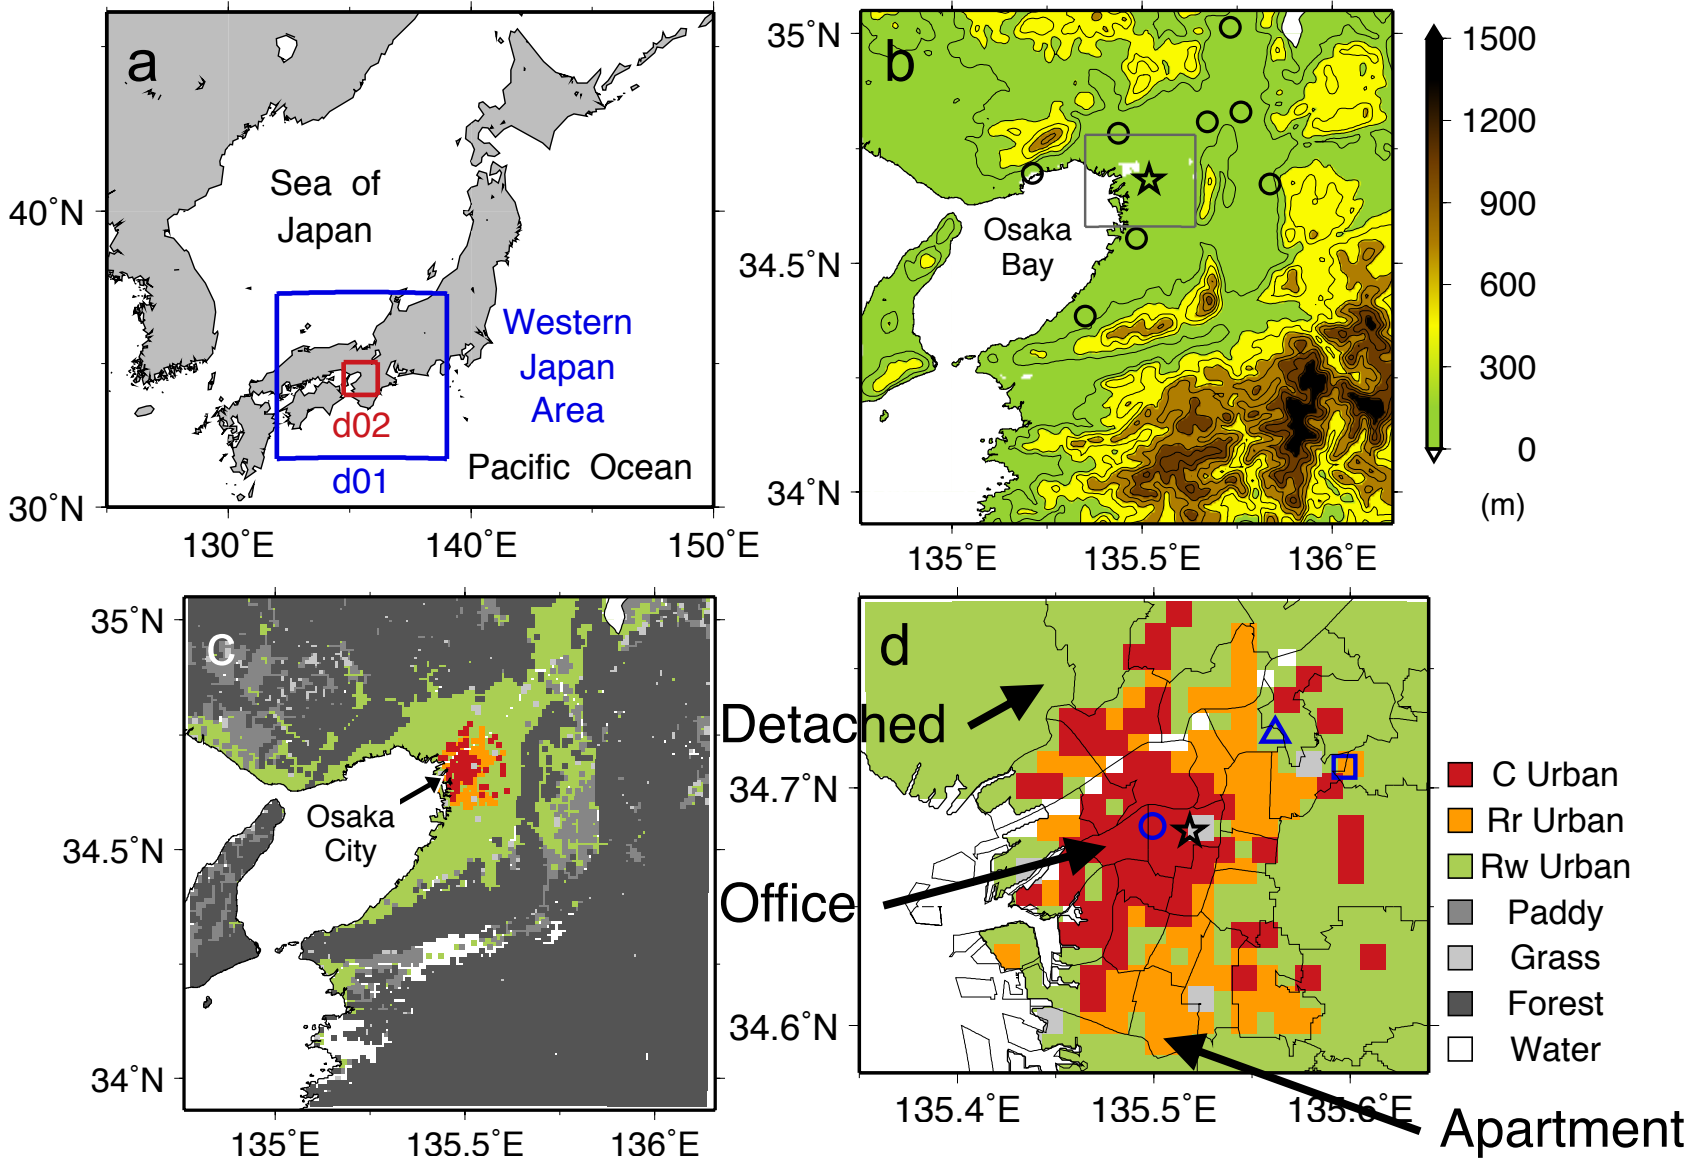 a
40°N
30°N
130°E
140°E
150°E
Sea of
Japan
Western
Japan
Area
d02
d01
Pacific Ocean
b
35°N
34.5°N
34°N
135°E
135.5°E
136°E
Osaka
Bay
1500
1200
900
600
300
0
(m)
c
35°N
34.5°N
34°N
135°E
135.5°E
136°E
Osaka
City
d
Detached
34.7°N
Office
34.6°N
135.4°E
135.5°E
135.6°E
Apartment
C Urban
Rr Urban
Rw Urban
Paddy
Grass
Forest
Water